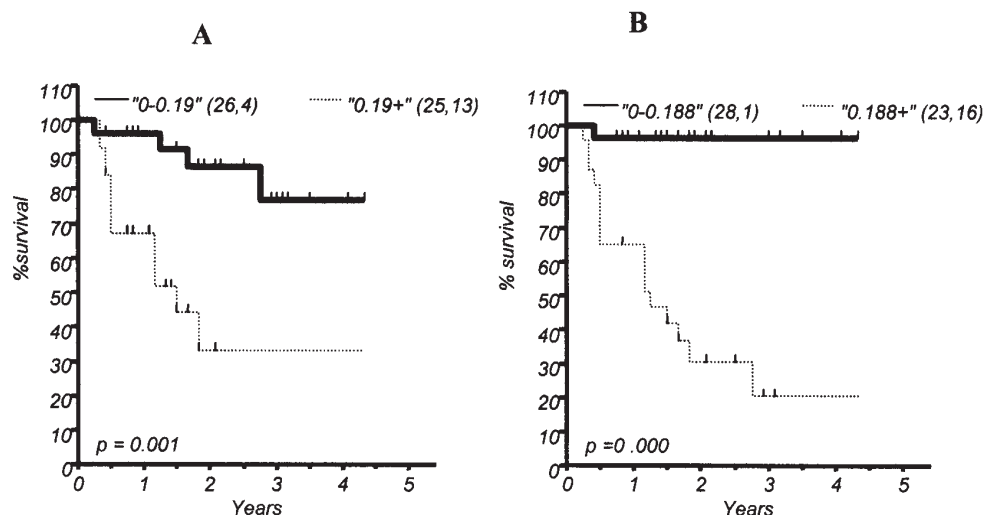 A
"0-0.19" (26,4) "0.19+" (25,13)
110
100
90
80
70
60
50
40
30
20
10
0
%survival
p = 0.001
0 1 2 3 4 5
Years
B
"0-0.188" (28,1) "0.188+" (23,16)
110
100
90
80
70
60
50
40
30
20
10
0
% survival
p =0 .000
0 1 2 3 4 5
Years